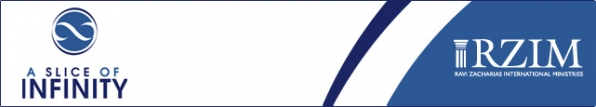 A SLICE OF
INFINITY
RZIM
RAVI ZACHARIAS INTERNATIONAL MINISTRIES